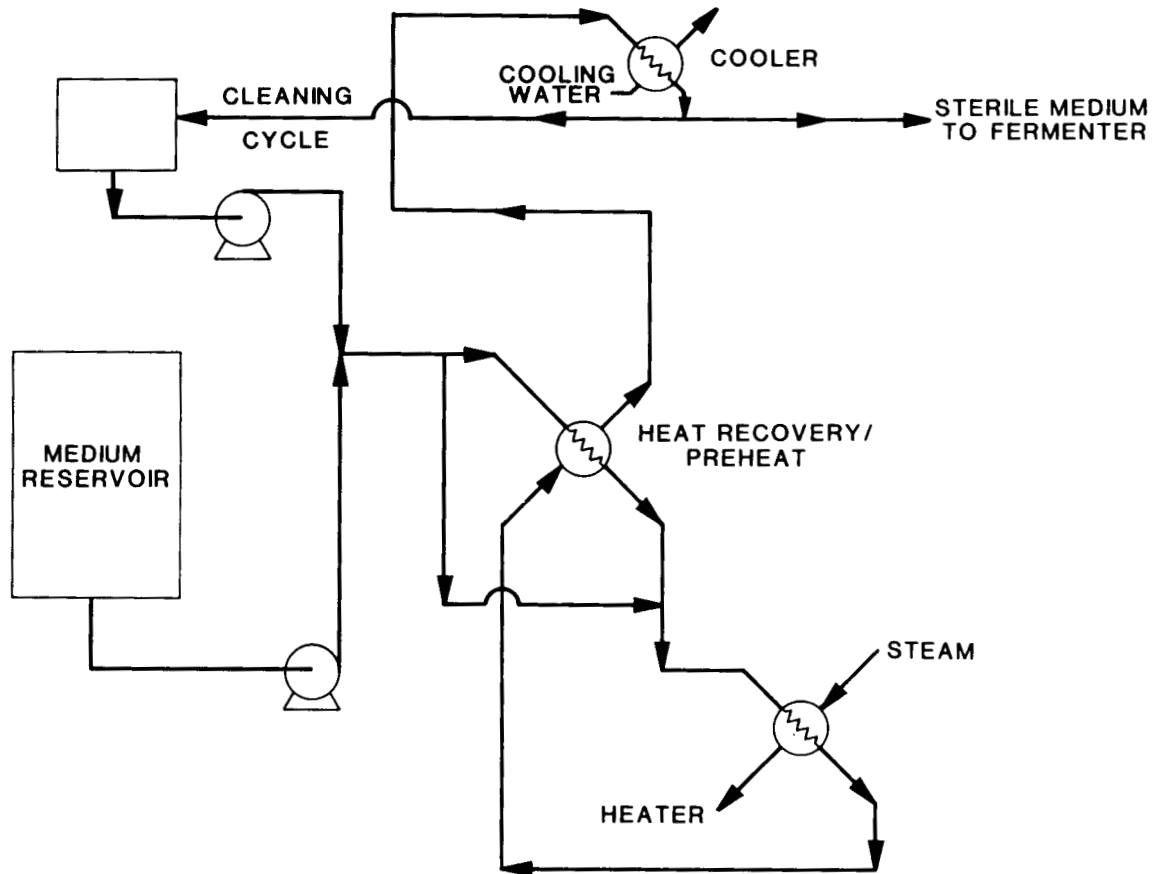 COOLER
COOLING
WATER
CLEANING
CYCLE
STERILE MEDIUM
TO FERMENTER
MEDIUM
RESERVOIR
HEAT RECOVERY/
PREHEAT
STEAM
HEATER